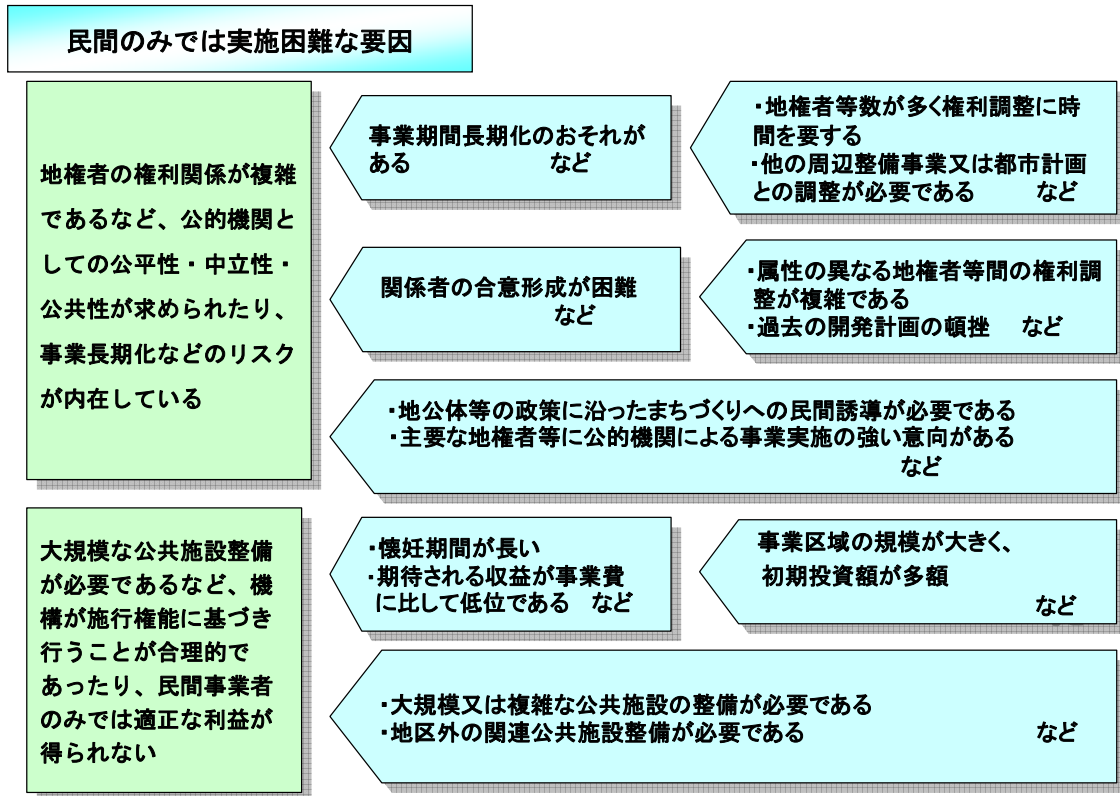 民間のみでは実施困難な要因
地権者の権利関係が複雑
であるなど、公的機関と
しての公平性・中立性・
公共性が求められたり、
事業長期化などのリスク
が内在している
事業期間長期化のおそれが
ある など
・地権者等数が多く権利調整に時
間を要する
・他の周辺整備事業又は都市計画
との調整が必要である など
関係者の合意形成が困難
など
・属性の異なる地権者等間の権利調
整が複雑である
・過去の開発計画の頓挫 など
・地公体等の政策に沿ったまちづくりへの民間誘導が必要である
・主要な地権者等に公的機関による事業実施の強い意向がある
など
大規模な公共施設整備
が必要であるなど、機
構が施行権能に基づき
行うことが合理的で
あったり、民間事業者
のみでは適正な利益が
得られない
・懐妊期間が長い
・期待される収益が事業費
に比して低位である など
事業区域の規模が大きく、
初期投資額が多額
など
・大規模又は複雑な公共施設の整備が必要である
・地区外の関連公共施設整備が必要である など